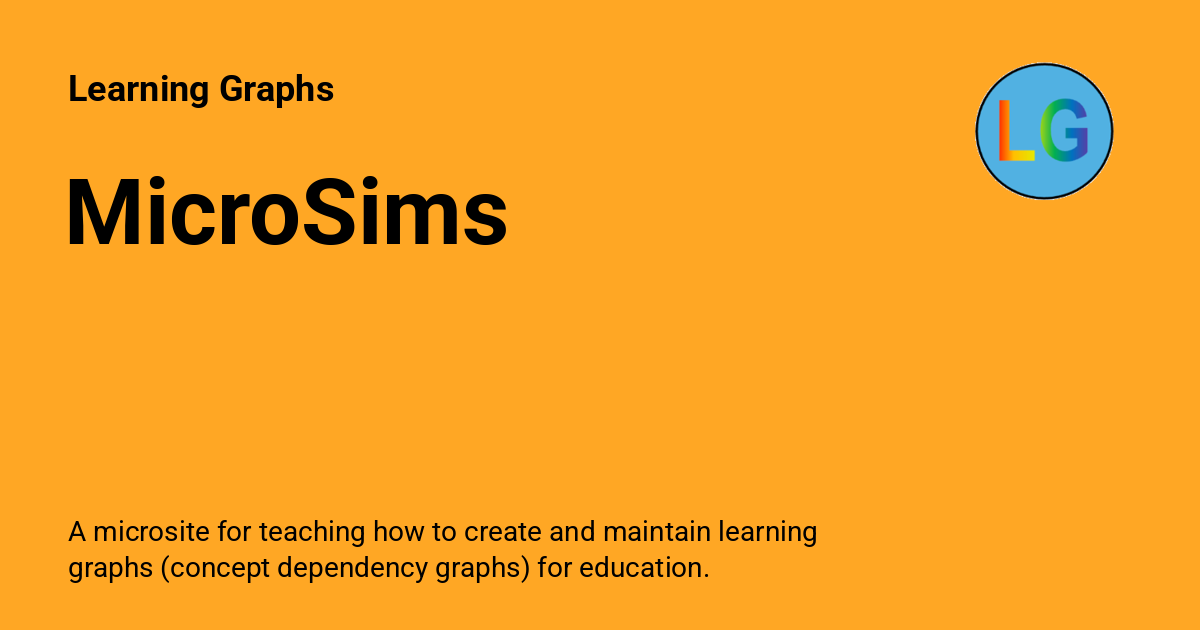 Learning Graphs
LG
MicroSims
A microsite for teaching how to create and maintain learning
graphs (concept dependency graphs) for education.